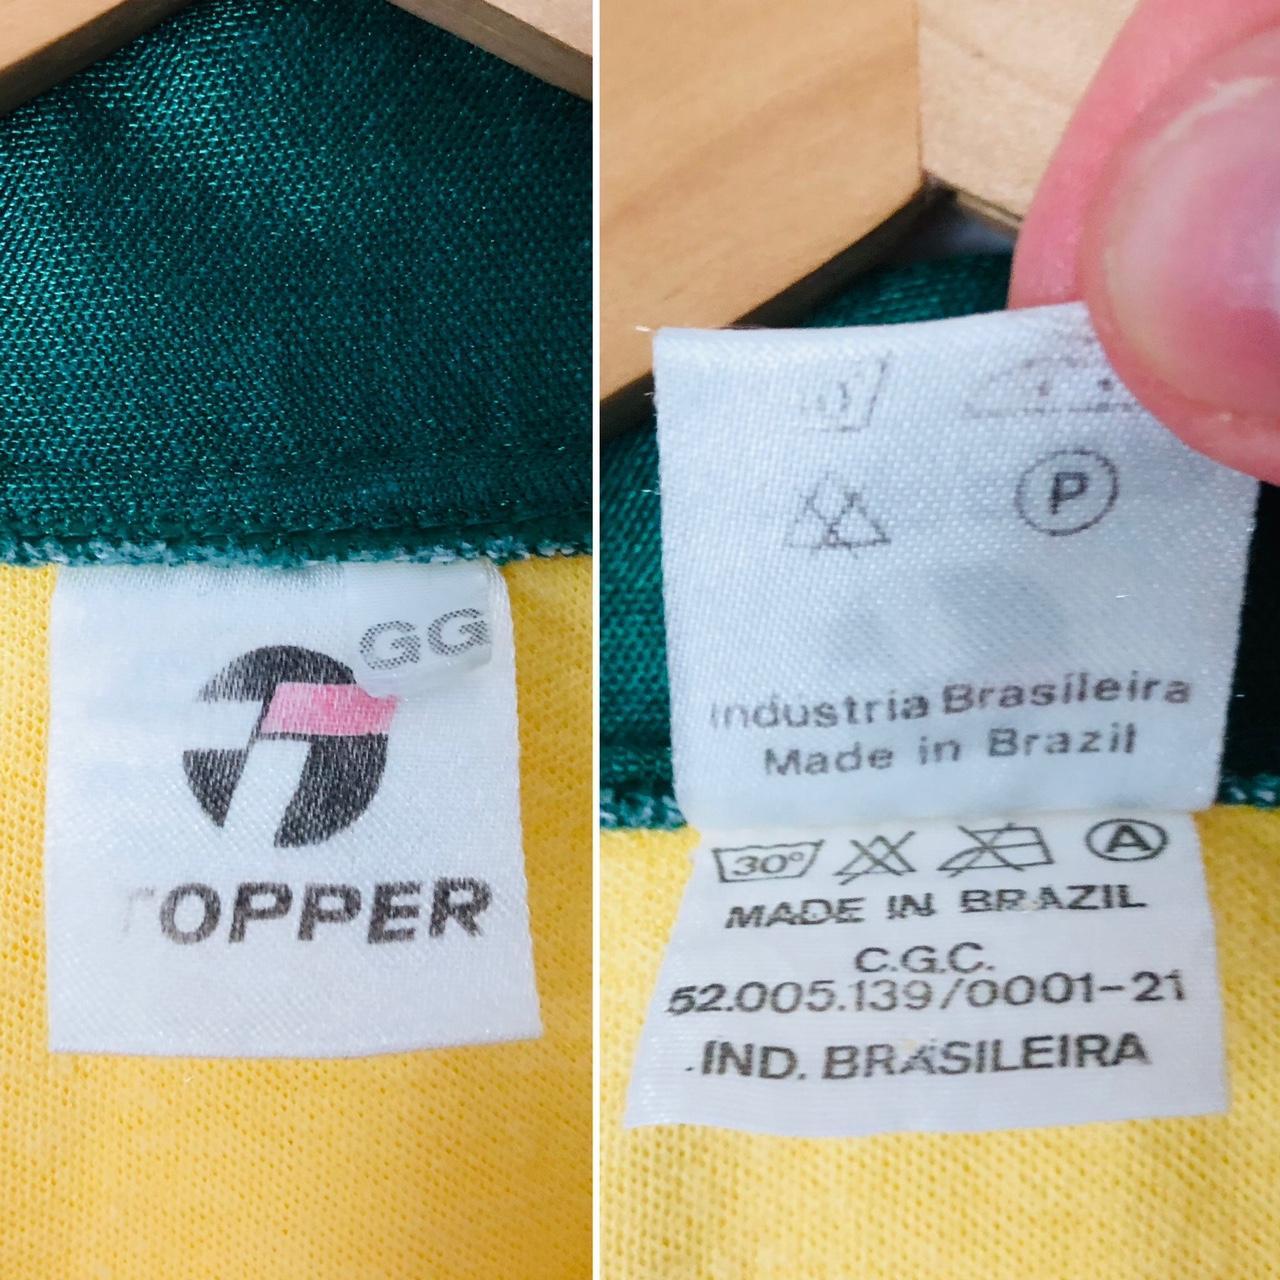 GG
TOPPER
P
Industria Brasileira
Made in Brazil
30° A
MADE IN BRAZIL
C.G.C.
52.005.139/0001-21
IND. BRASILEIRA